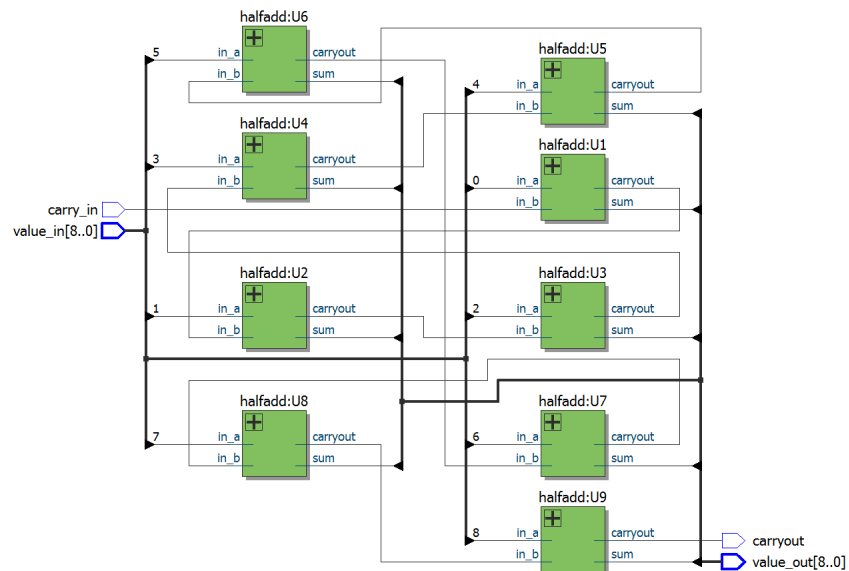 halfadd:U6
5
in_a
carryout
in_b
sum
halfadd:U5
4
in_a
carryout
in_b
sum
halfadd:U4
3
in_a
carryout
in_b
sum
halfadd:U1
0
in_a
carryout
in_b
sum
carry_in
value_in[8..0]
halfadd:U2
1
in_a
carryout
in_b
sum
halfadd:U3
2
in_a
carryout
in_b
sum
halfadd:U8
7
in_a
carryout
in_b
sum
halfadd:U7
6
in_a
carryout
in_b
sum
halfadd:U9
8
in_a
carryout
in_b
sum
carryout
value_out[8..0]